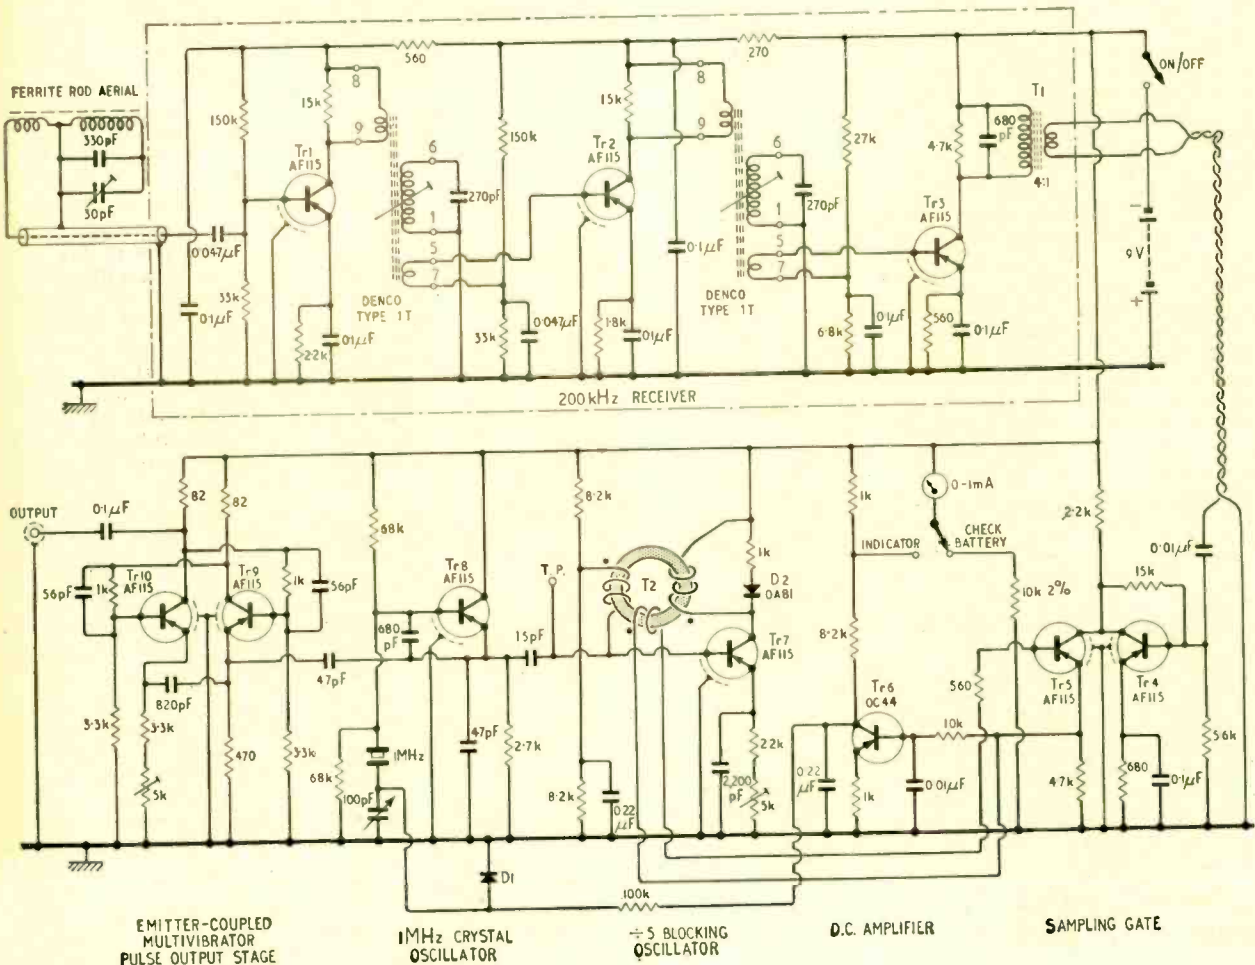 FERRITE ROD AERIAL
330pF
30pF
0·047µF
150k
33k
0·1µF
Tr1
AF115
15k
8
9
2·2k
0·1µF
560
6
1
5
7
270pF
DENCO
TYPE 1T
150k
33k
0·047µF
Tr2
AF115
15k
8
9
1·8k
0·1µF
0·1µF
270
6
1
5
7
270pF
DENCO
TYPE 1T
27k
6·8k
0·1µF
Tr3
AF115
4·7k
680
pF
T1
4:1
560
0·1µF
ON/OFF
9V
200kHz RECEIVER
OUTPUT
0·1µF
82
82
56pF
1k
Tr10
AF115
Tr9
AF115
1k
56pF
820pF
3·3k
3·3k
5k
470
3·3k
47pF
68k
Tr8
AF115
680
pF
1MHz
68k
100pF
47pF
2·7k
15pF
T.P.
8·2k
8·2k
0·22
µF
T2
1k
D2
OA81
Tr7
AF115
2,200
pF
2·2k
5k
1k
8·2k
INDICATOR
0-1mA
CHECK
BATTERY
10k 2%
Tr6
OC44
0·22
µF
1k
0·01µF
10k
560
Tr5
AF115
Tr4
AF115
2·2k
15k
0·01µF
4·7k
680
0·1µF
5·6k
D1
100k
EMITTER-COUPLED
MULTIVIBRATOR
PULSE OUTPUT STAGE
1MHz CRYSTAL
OSCILLATOR
÷5 BLOCKING
OSCILLATOR
D.C. AMPLIFIER
SAMPLING GATE